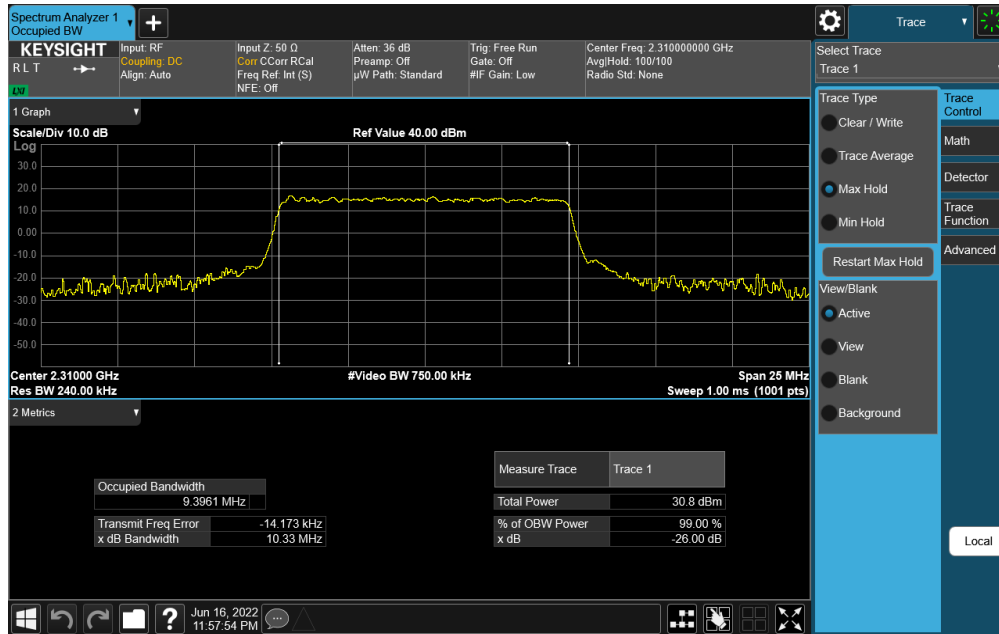 Spectrum Analyzer 1
Occupied BW
KEYSIGHT
R L T
LXI
Input: RF
Coupling: DC
Align: Auto
Input Z: 50 Ω
Corr CCorr RCal
Freq Ref: Int (S)
NFE: Off
Atten: 36 dB
Preamp: Off
µW Path: Standard
Trig: Free Run
Gate: Off
#IF Gain: Low
Center Freq: 2.310000000 GHz
Avg|Hold: 100/100
Radio Std: None
1 Graph
Scale/Div 10.0 dB
Ref Value 40.00 dBm
Log
30.0
20.0
10.0
0.00
-10.0
-20.0
-30.0
-40.0
-50.0
Center 2.31000 GHz
#Video BW 750.00 kHz
Span 25 MHz
Res BW 240.00 kHz
Sweep 1.00 ms (1001 pts)
2 Metrics
Occupied Bandwidth
9.3961 MHz
Transmit Freq Error -14.173 kHz
x dB Bandwidth 10.33 MHz
Measure Trace Trace 1
Total Power 30.8 dBm
% of OBW Power 99.00 %
x dB -26.00 dB
Jun 16, 2022
11:57:54 PM
Trace
Select Trace
Trace 1
Trace Type
Clear / Write
Trace Average
Max Hold
Min Hold
Restart Max Hold
View/Blank
Active
View
Blank
Background
Trace
Control
Math
Detector
Trace
Function
Advanced
Local